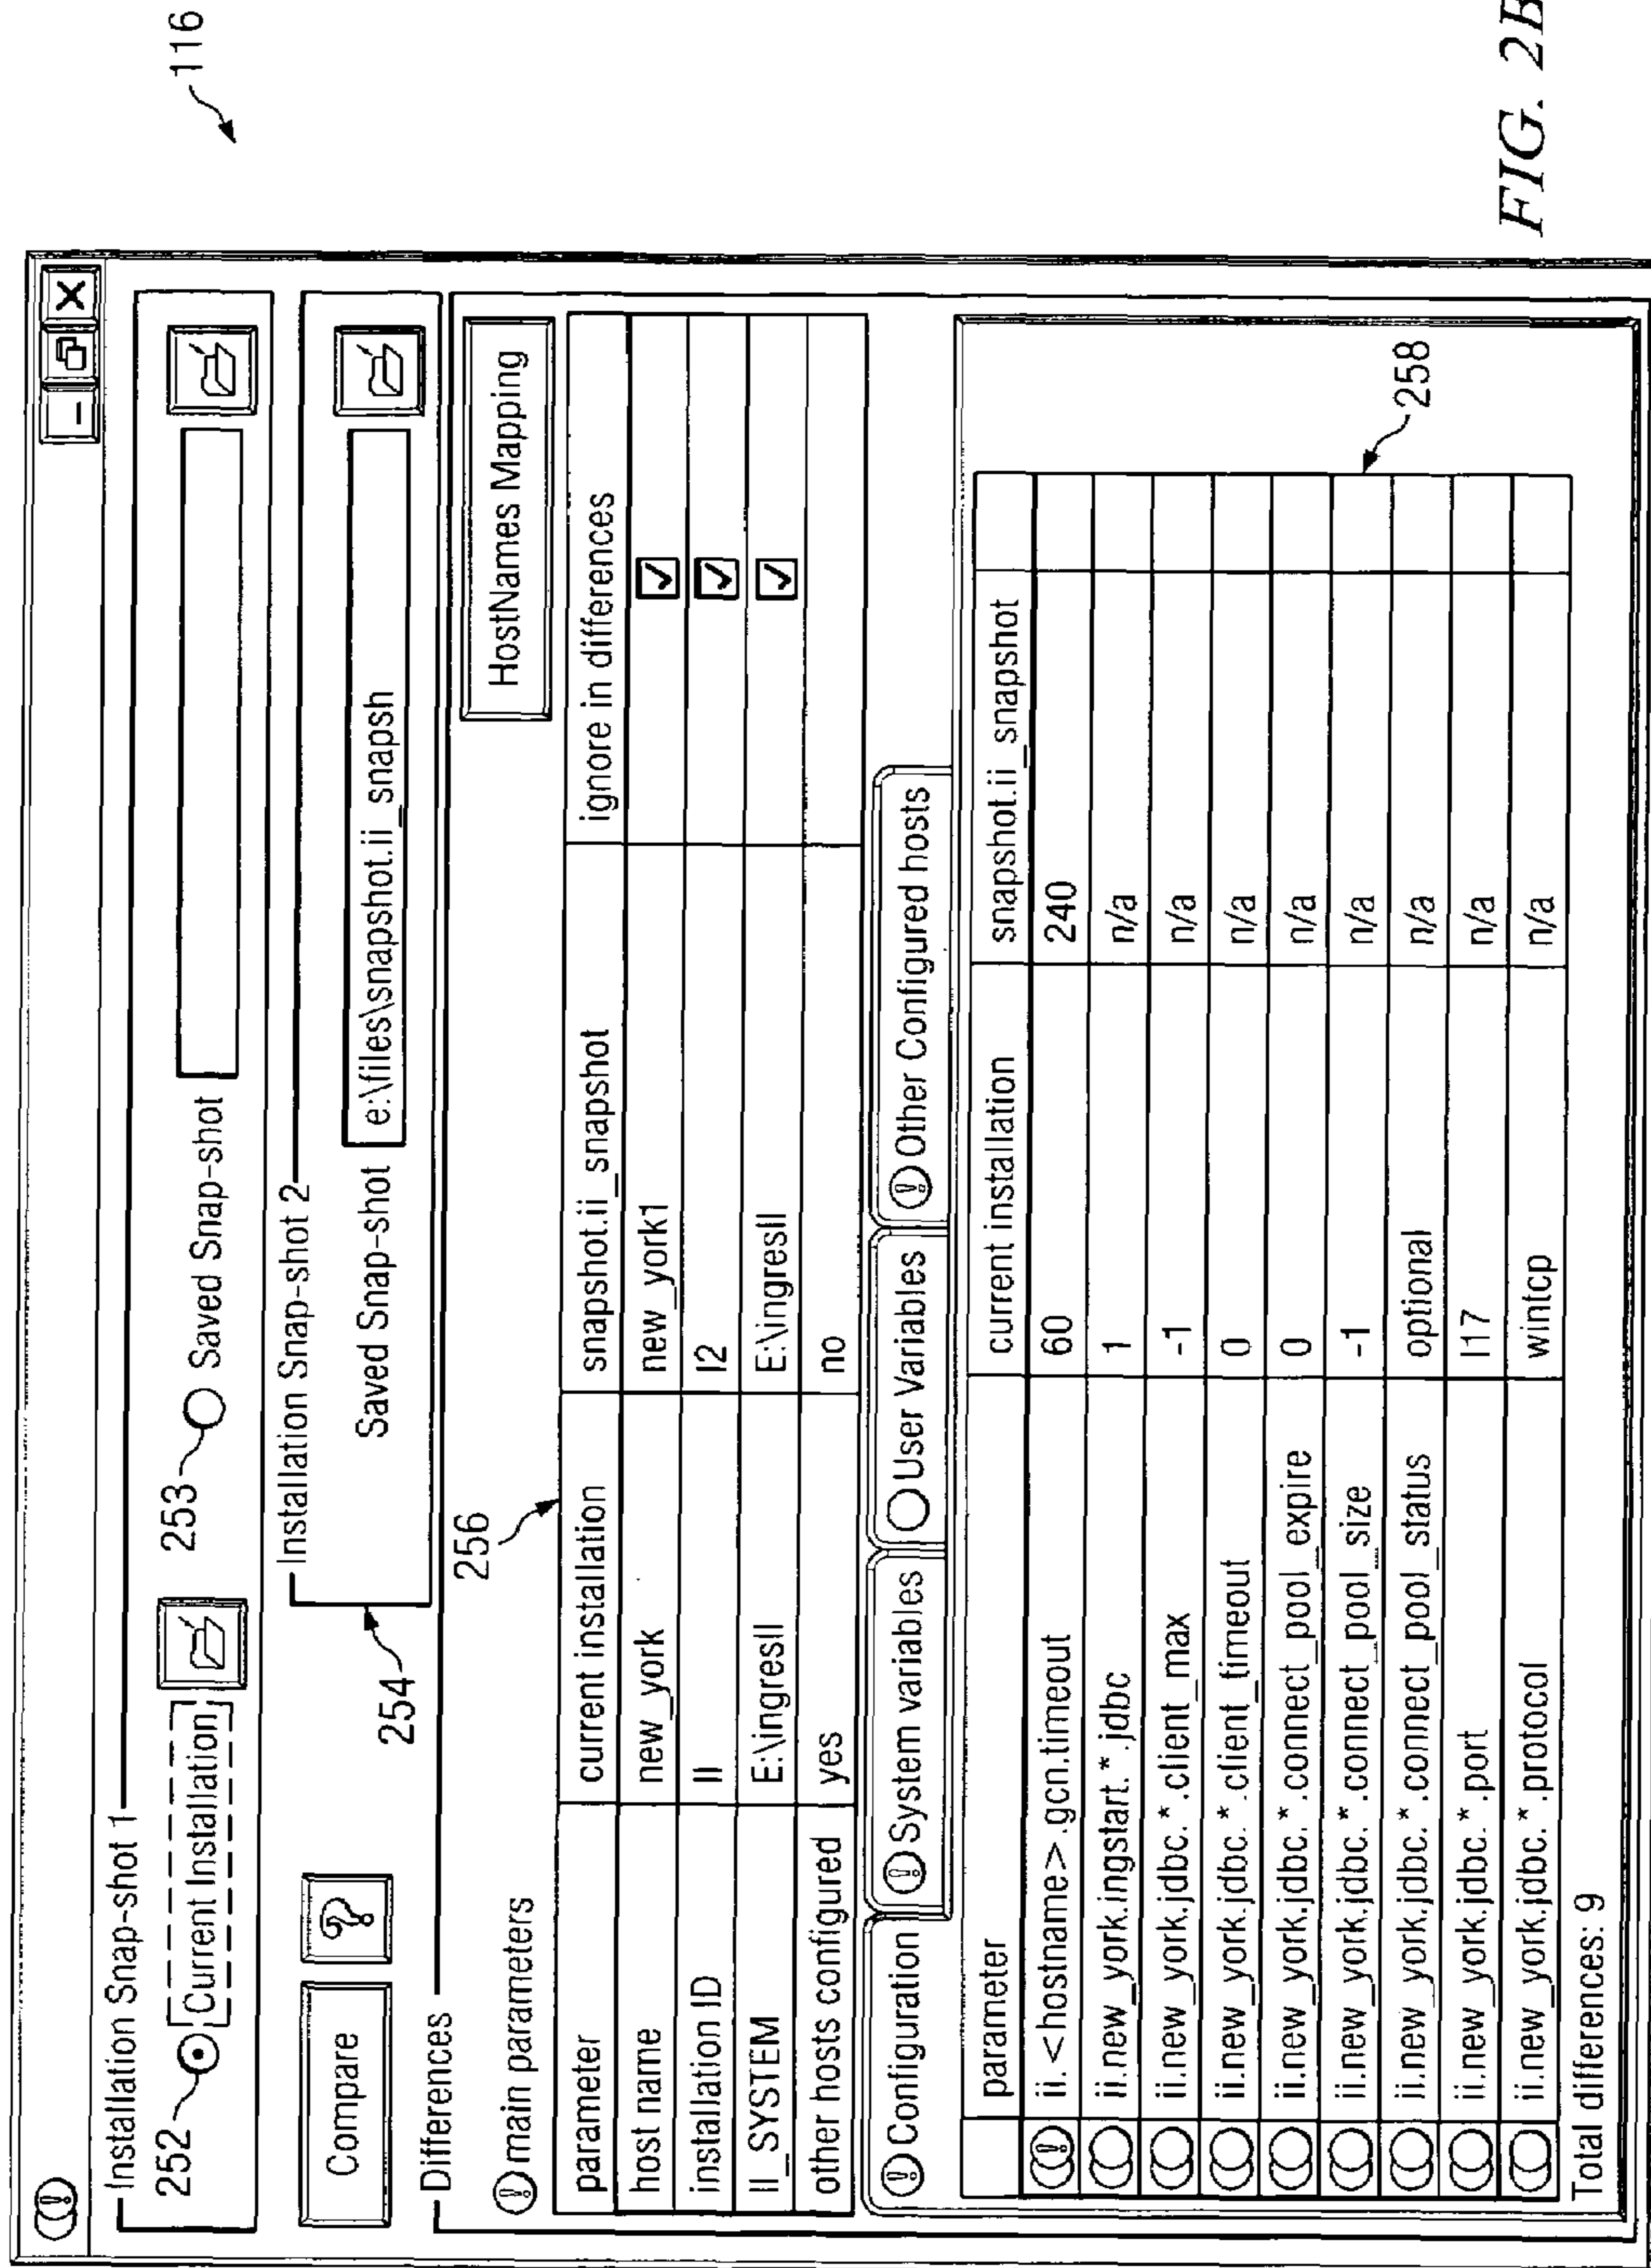 116
Installation Snap-shot 1
252 Current Installation 253 Saved Snap-shot
Compare ? Installation Snap-shot 2
254 Saved Snap-shot e:\files\snapshot.ii_snapsh
Differences
256 HostNames Mapping
main parameters
parameter current installation snapshot.ii_snapshot ignore in differences
host name new_york new_york1
installation ID II I2
II_SYSTEM E:\ingresII E:\ingresII
other hosts configured yes no
Configuration System variables User Variables Other Configured hosts
parameter current installation snapshot.ii_snapshot
ii.<hostname>.gcn.timeout 60 240
ii.new_york.ingstart.*.jdbc 1 n/a
ii.new_york.jdbc.*.client_max -1 n/a
ii.new_york.jdbc.*.client_timeout 0 n/a
ii.new_york.jdbc.*.connect_pool_expire 0 n/a
ii.new_york.jdbc.*.connect_pool_size -1 n/a
ii.new_york.jdbc.*.connect_pool_status optional n/a
ii.new_york.jdbc.*.port I17 n/a
ii.new_york.jdbc.*.protocol wintcp n/a
258
Total differences: 9
FIG. 2B